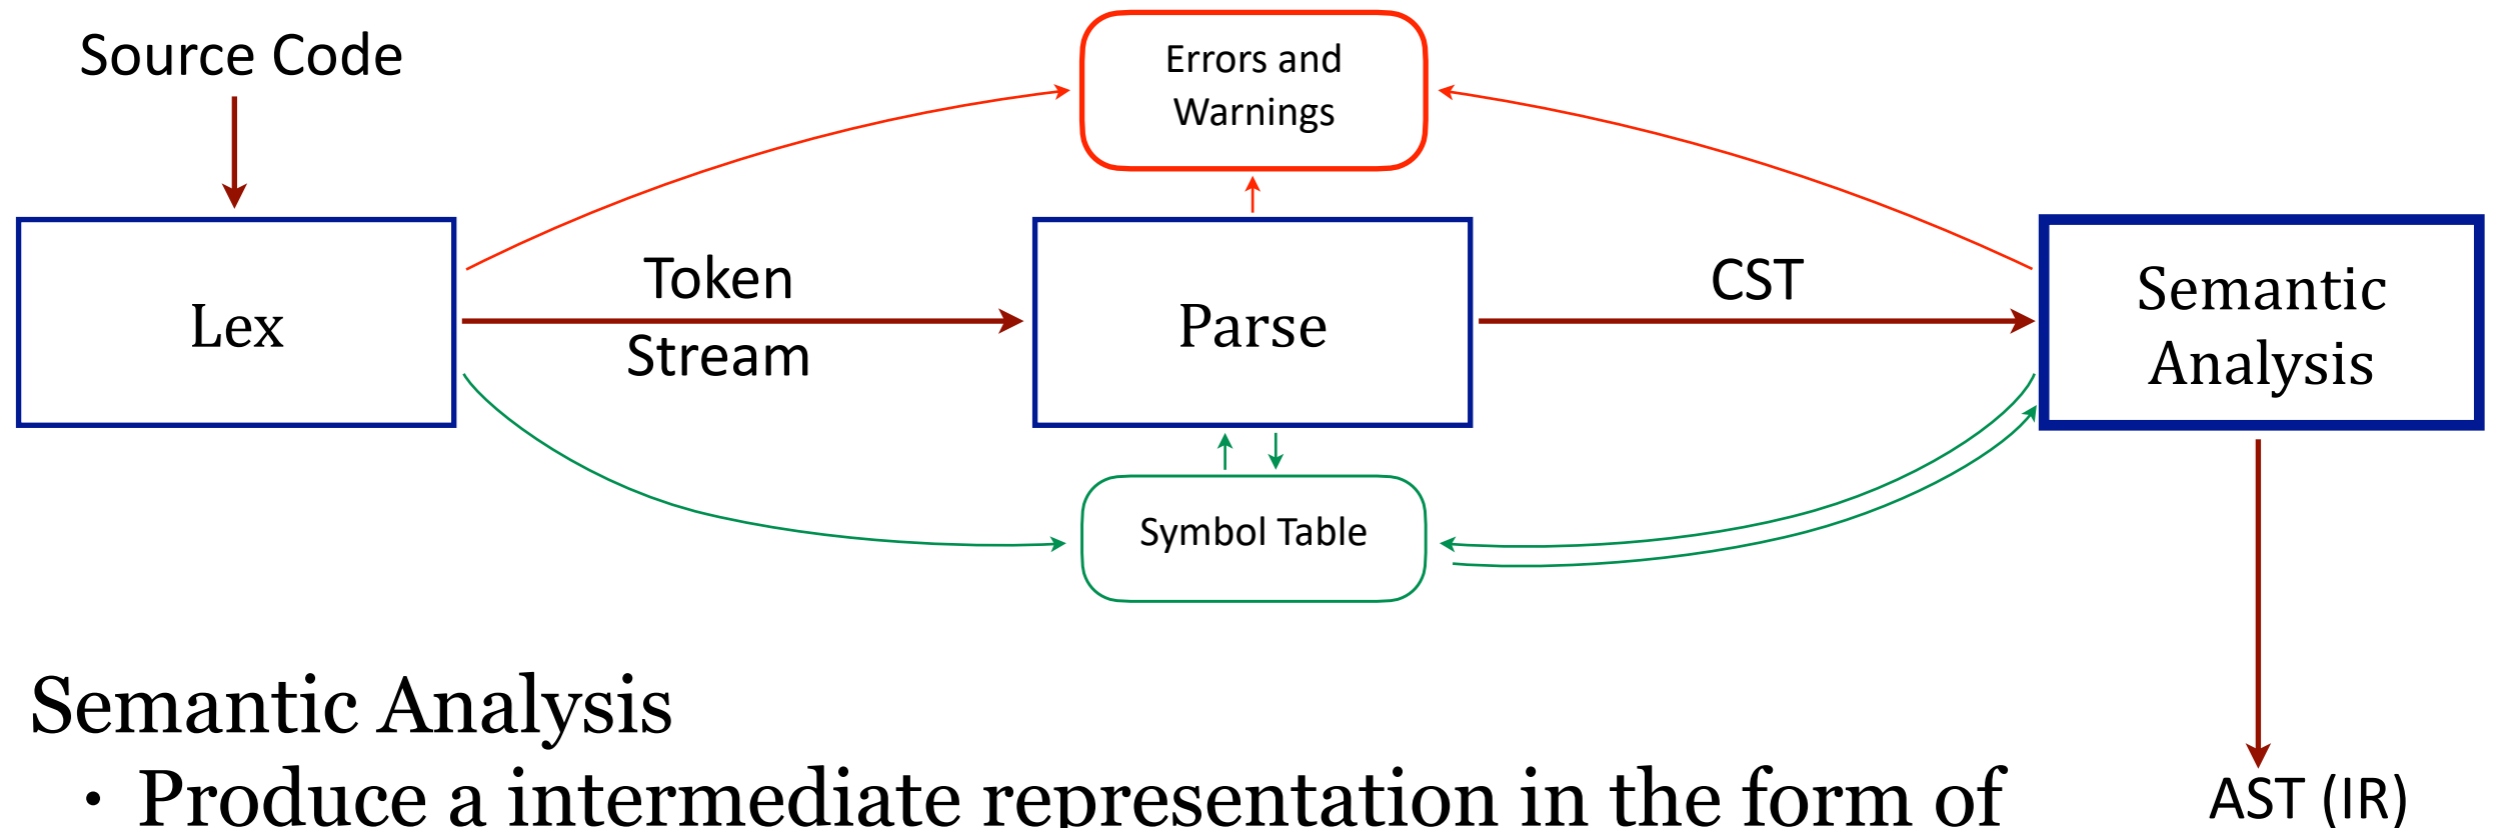 Source Code
Errors and
Warnings
Lex
Token
Stream
Parse
CST
Semantic
Analysis
Symbol Table
Semantic Analysis
• Produce a intermediate representation in the form of
AST (IR)